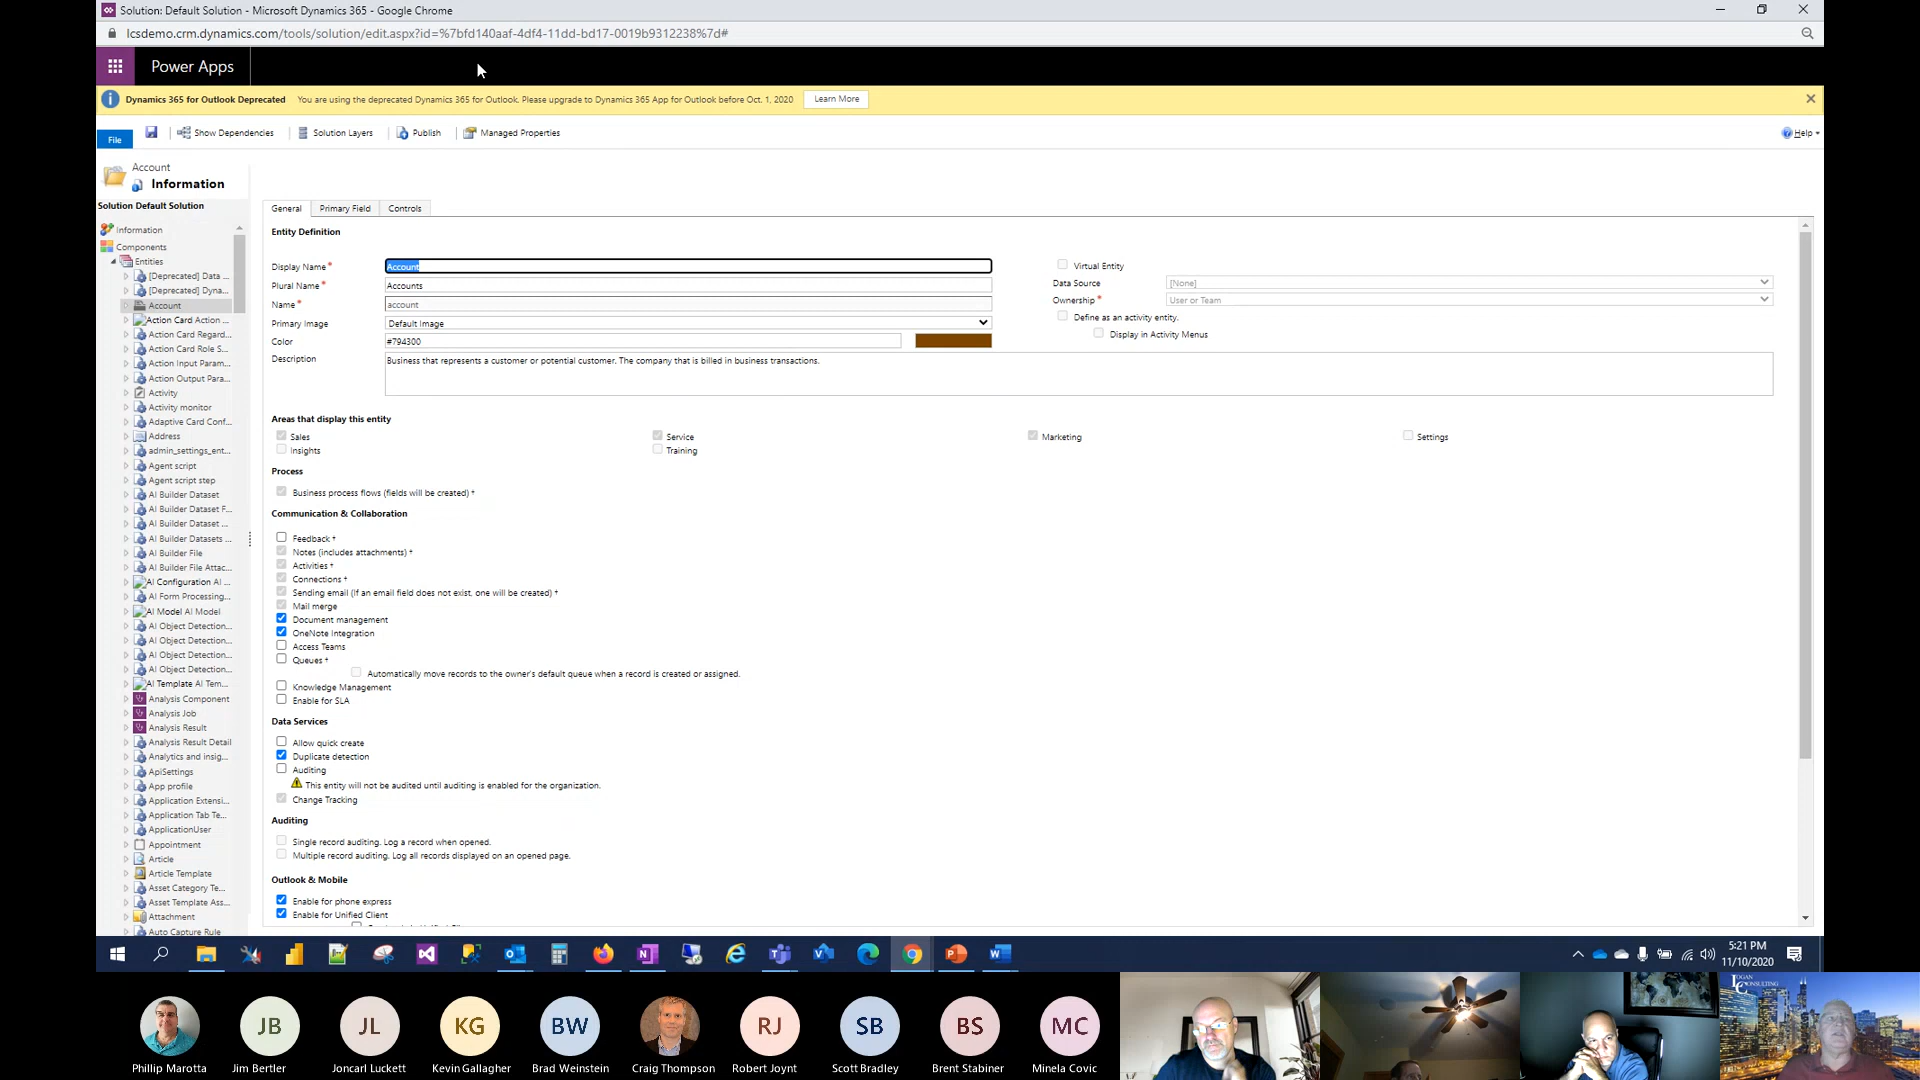 Solution: Default Solution - Microsoft Dynamics 365 - Google Chrome
lcsdemo.crm.dynamics.com/tools/solution/edit.aspx?id=%7bfd140aaf-4df4-11dd-bd17-0019b9312238%7d#
Power Apps
Dynamics 365 for Outlook Deprecated You are using the deprecated Dynamics 365 for Outlook. Please upgrade to Dynamics 365 App for Outlook before Oct. 1, 2020 Learn More
File Show Dependencies Solution Layers Publish Managed Properties Help
Account
Information
Solution Default Solution
Information
Components
Entities
[Deprecated] Data ...
[Deprecated] Dyna...
Account
Action Card Action ...
Action Card Regard...
Action Card Role S...
Action Input Param...
Action Output Para...
Activity
Activity monitor
Adaptive Card Conf...
Address
admin_settings_ent...
Agent script
Agent script step
AI Builder Dataset
AI Builder Dataset F...
AI Builder Dataset ...
AI Builder Datasets ...
AI Builder File
AI Builder File Attac...
AI Configuration AI ...
AI Form Processing...
AI Model AI Model
AI Object Detection...
AI Object Detection...
AI Object Detection...
AI Object Detection...
AI Template AI Tem...
Analysis Component
Analysis Job
Analysis Result
Analysis Result Detail
Analytics and insig...
ApiSettings
App profile
Application Extensi...
Application Tab Te...
ApplicationUser
Appointment
Article
Article Template
Asset Category Te...
Asset Template Ass...
Attachment
Auto Capture Rule
General Primary Field Controls
Entity Definition
Display Name* Account
Plural Name* Accounts
Name* account
Primary Image Default Image
Color #794300
Description Business that represents a customer or potential customer. The company that is billed in business transactions.
Virtual Entity
Data Source [None]
Ownership* User or Team
Define as an activity entity.
Display in Activity Menus
Areas that display this entity
Sales Service Marketing Settings
Insights Training
Process
Business process flows (fields will be created) †
Communication & Collaboration
Feedback †
Notes (includes attachments) †
Activities †
Connections †
Sending email (If an email field does not exist, one will be created) †
Mail merge
Document management
OneNote Integration
Access Teams
Queues †
Automatically move records to the owner's default queue when a record is created or assigned.
Knowledge Management
Enable for SLA
Data Services
Allow quick create
Duplicate detection
Auditing
This entity will not be audited until auditing is enabled for the organization.
Change Tracking
Auditing
Single record auditing. Log a record when opened.
Multiple record auditing. Log all records displayed on an opened page.
Outlook & Mobile
Enable for phone express
Enable for Unified Client
5:21 PM
11/10/2020
JB JL KG BW RJ SB BS MC
Phillip Marotta Jim Bertler Joncarl Luckett Kevin Gallagher Brad Weinstein Craig Thompson Robert Joynt Scott Bradley Brent Stabiner Minela Covic